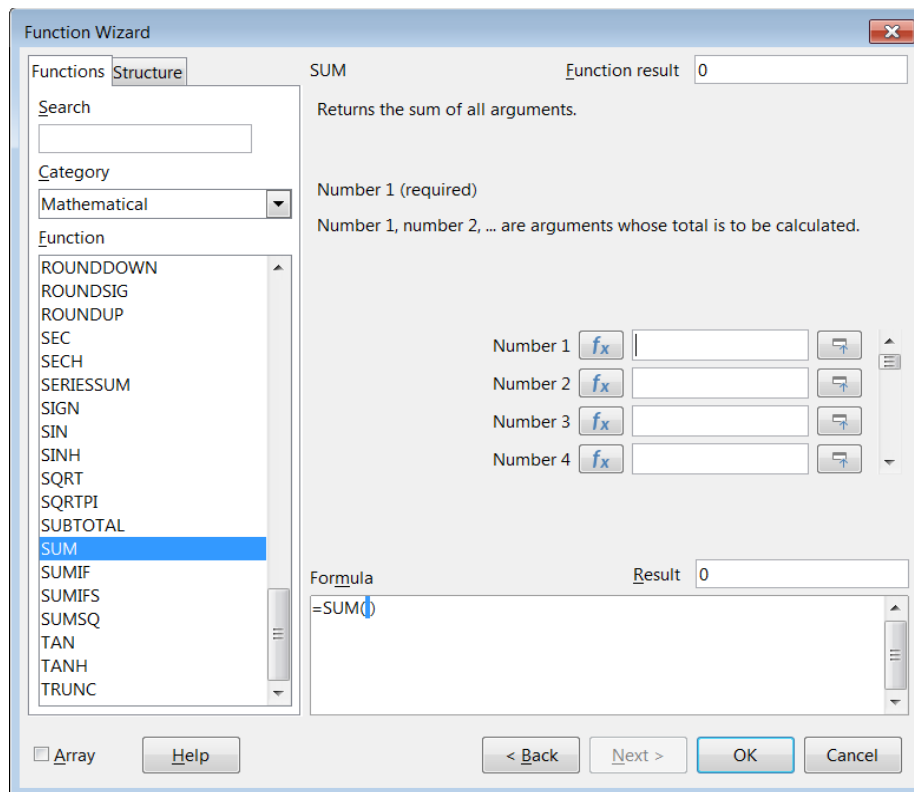 Function Wizard
Functions Structure
Search
Category
Mathematical
Function
ROUNDDOWN
ROUNDSIG
ROUNDUP
SEC
SECH
SERIESSUM
SIGN
SIN
SINH
SQRT
SQRTPI
SUBTOTAL
SUM
SUMIF
SUMIFS
SUMSQ
TAN
TANH
TRUNC
SUM Function result 0
Returns the sum of all arguments.
Number 1 (required)
Number 1, number 2, ... are arguments whose total is to be calculated.
Number 1 fx
Number 2 fx
Number 3 fx
Number 4 fx
Formula Result 0
=SUM()
Array Help < Back Next > OK Cancel